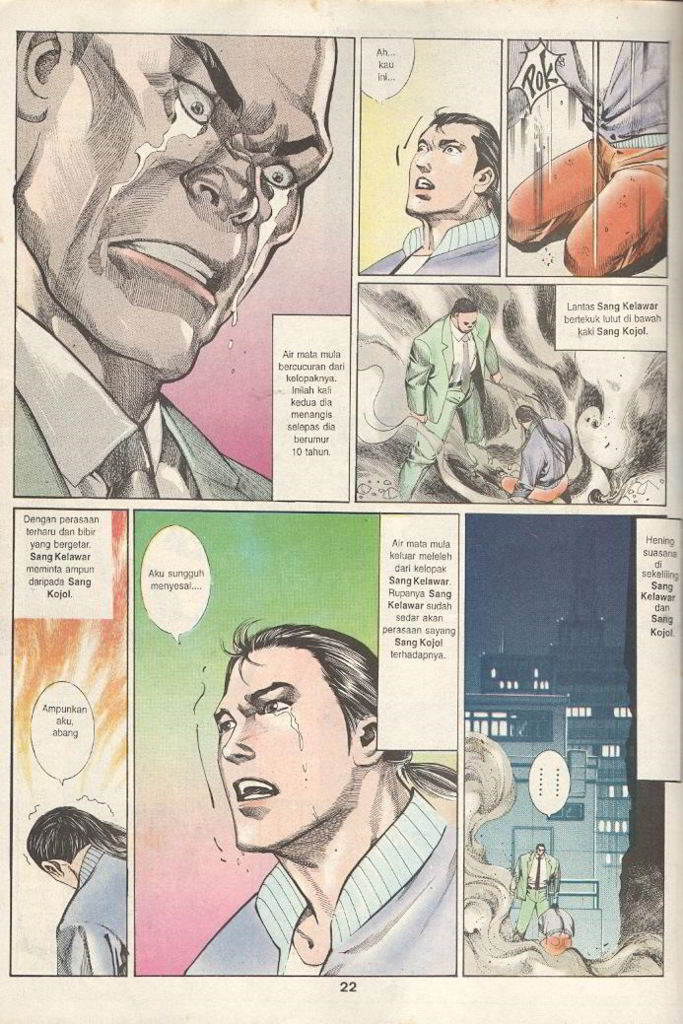 Air mata mula
bercucuran dari
kelopaknya.
Inilah kali
kedua dia
menangis
selepas dia
berumur
10 tahun.
Ah...
kau
ini...
POK
Lantas Sang Kelawar
bertekuk lutut di bawah
kaki Sang Kojol.
Dengan perasaan
terharu dan bibir
yang bergetar.
Sang Kelawar
meminta ampun
daripada Sang
Kojol.
Ampunkan
aku,
abang
Aku sungguh
menyesal....
Air mata mula
keluar meleleh
dari kelopak
Sang Kelawar.
Rupanya Sang
Kelawar sudah
sedar akan
perasaan sayang
Sang Kojol
terhadapnya.
Hening
suasana
di
sekeliling
Sang
Kelawar
dan
Sang
Kojol.
22